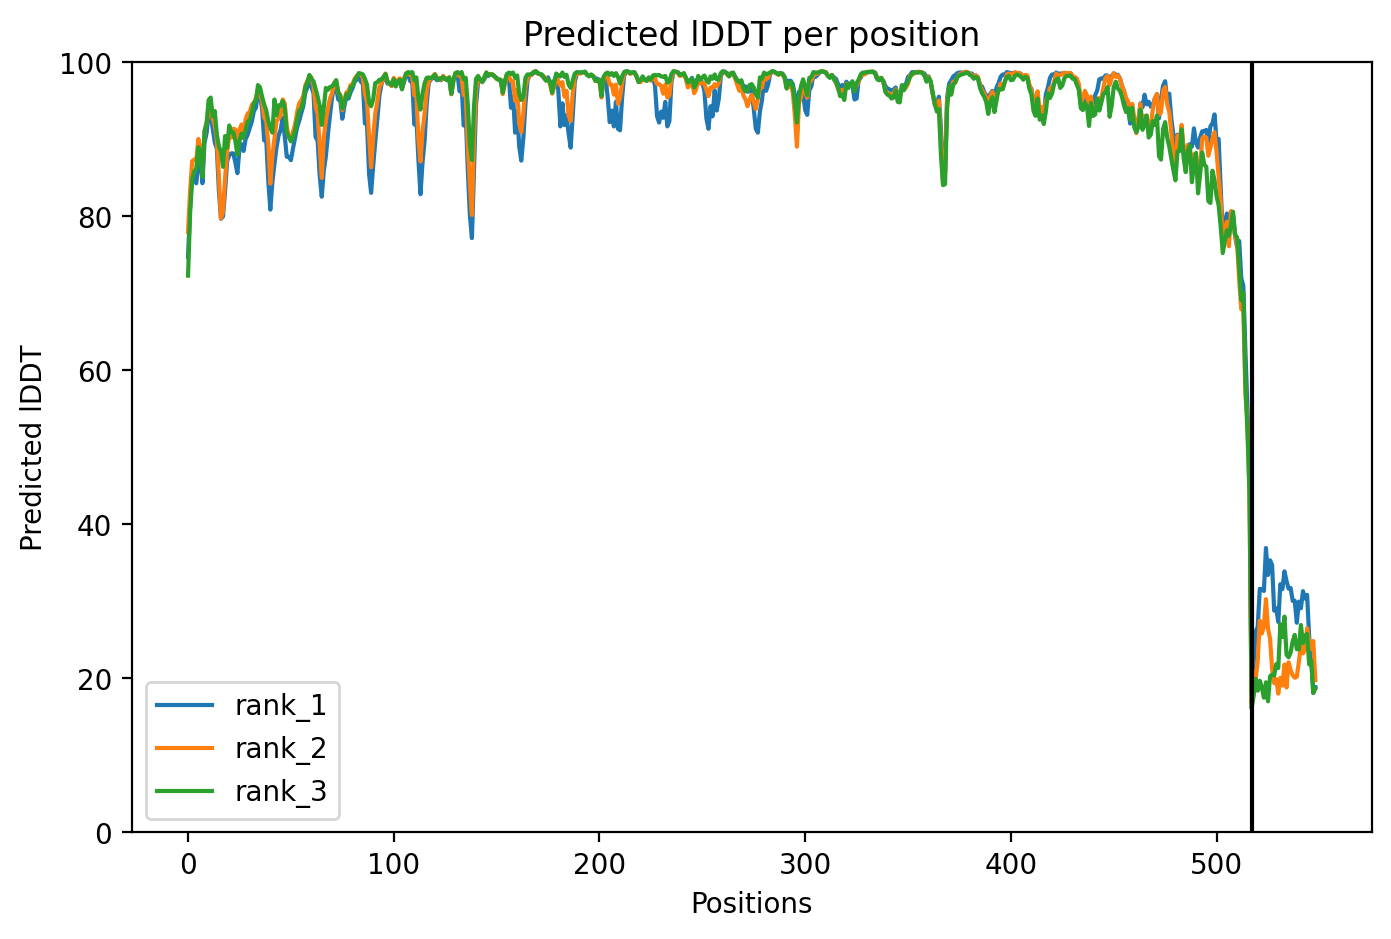 Predicted lDDT per position
Predicted lDDT
100
80
60
40
20
0
rank_1
rank_2
rank_3
0 100 200 300 400 500
Positions